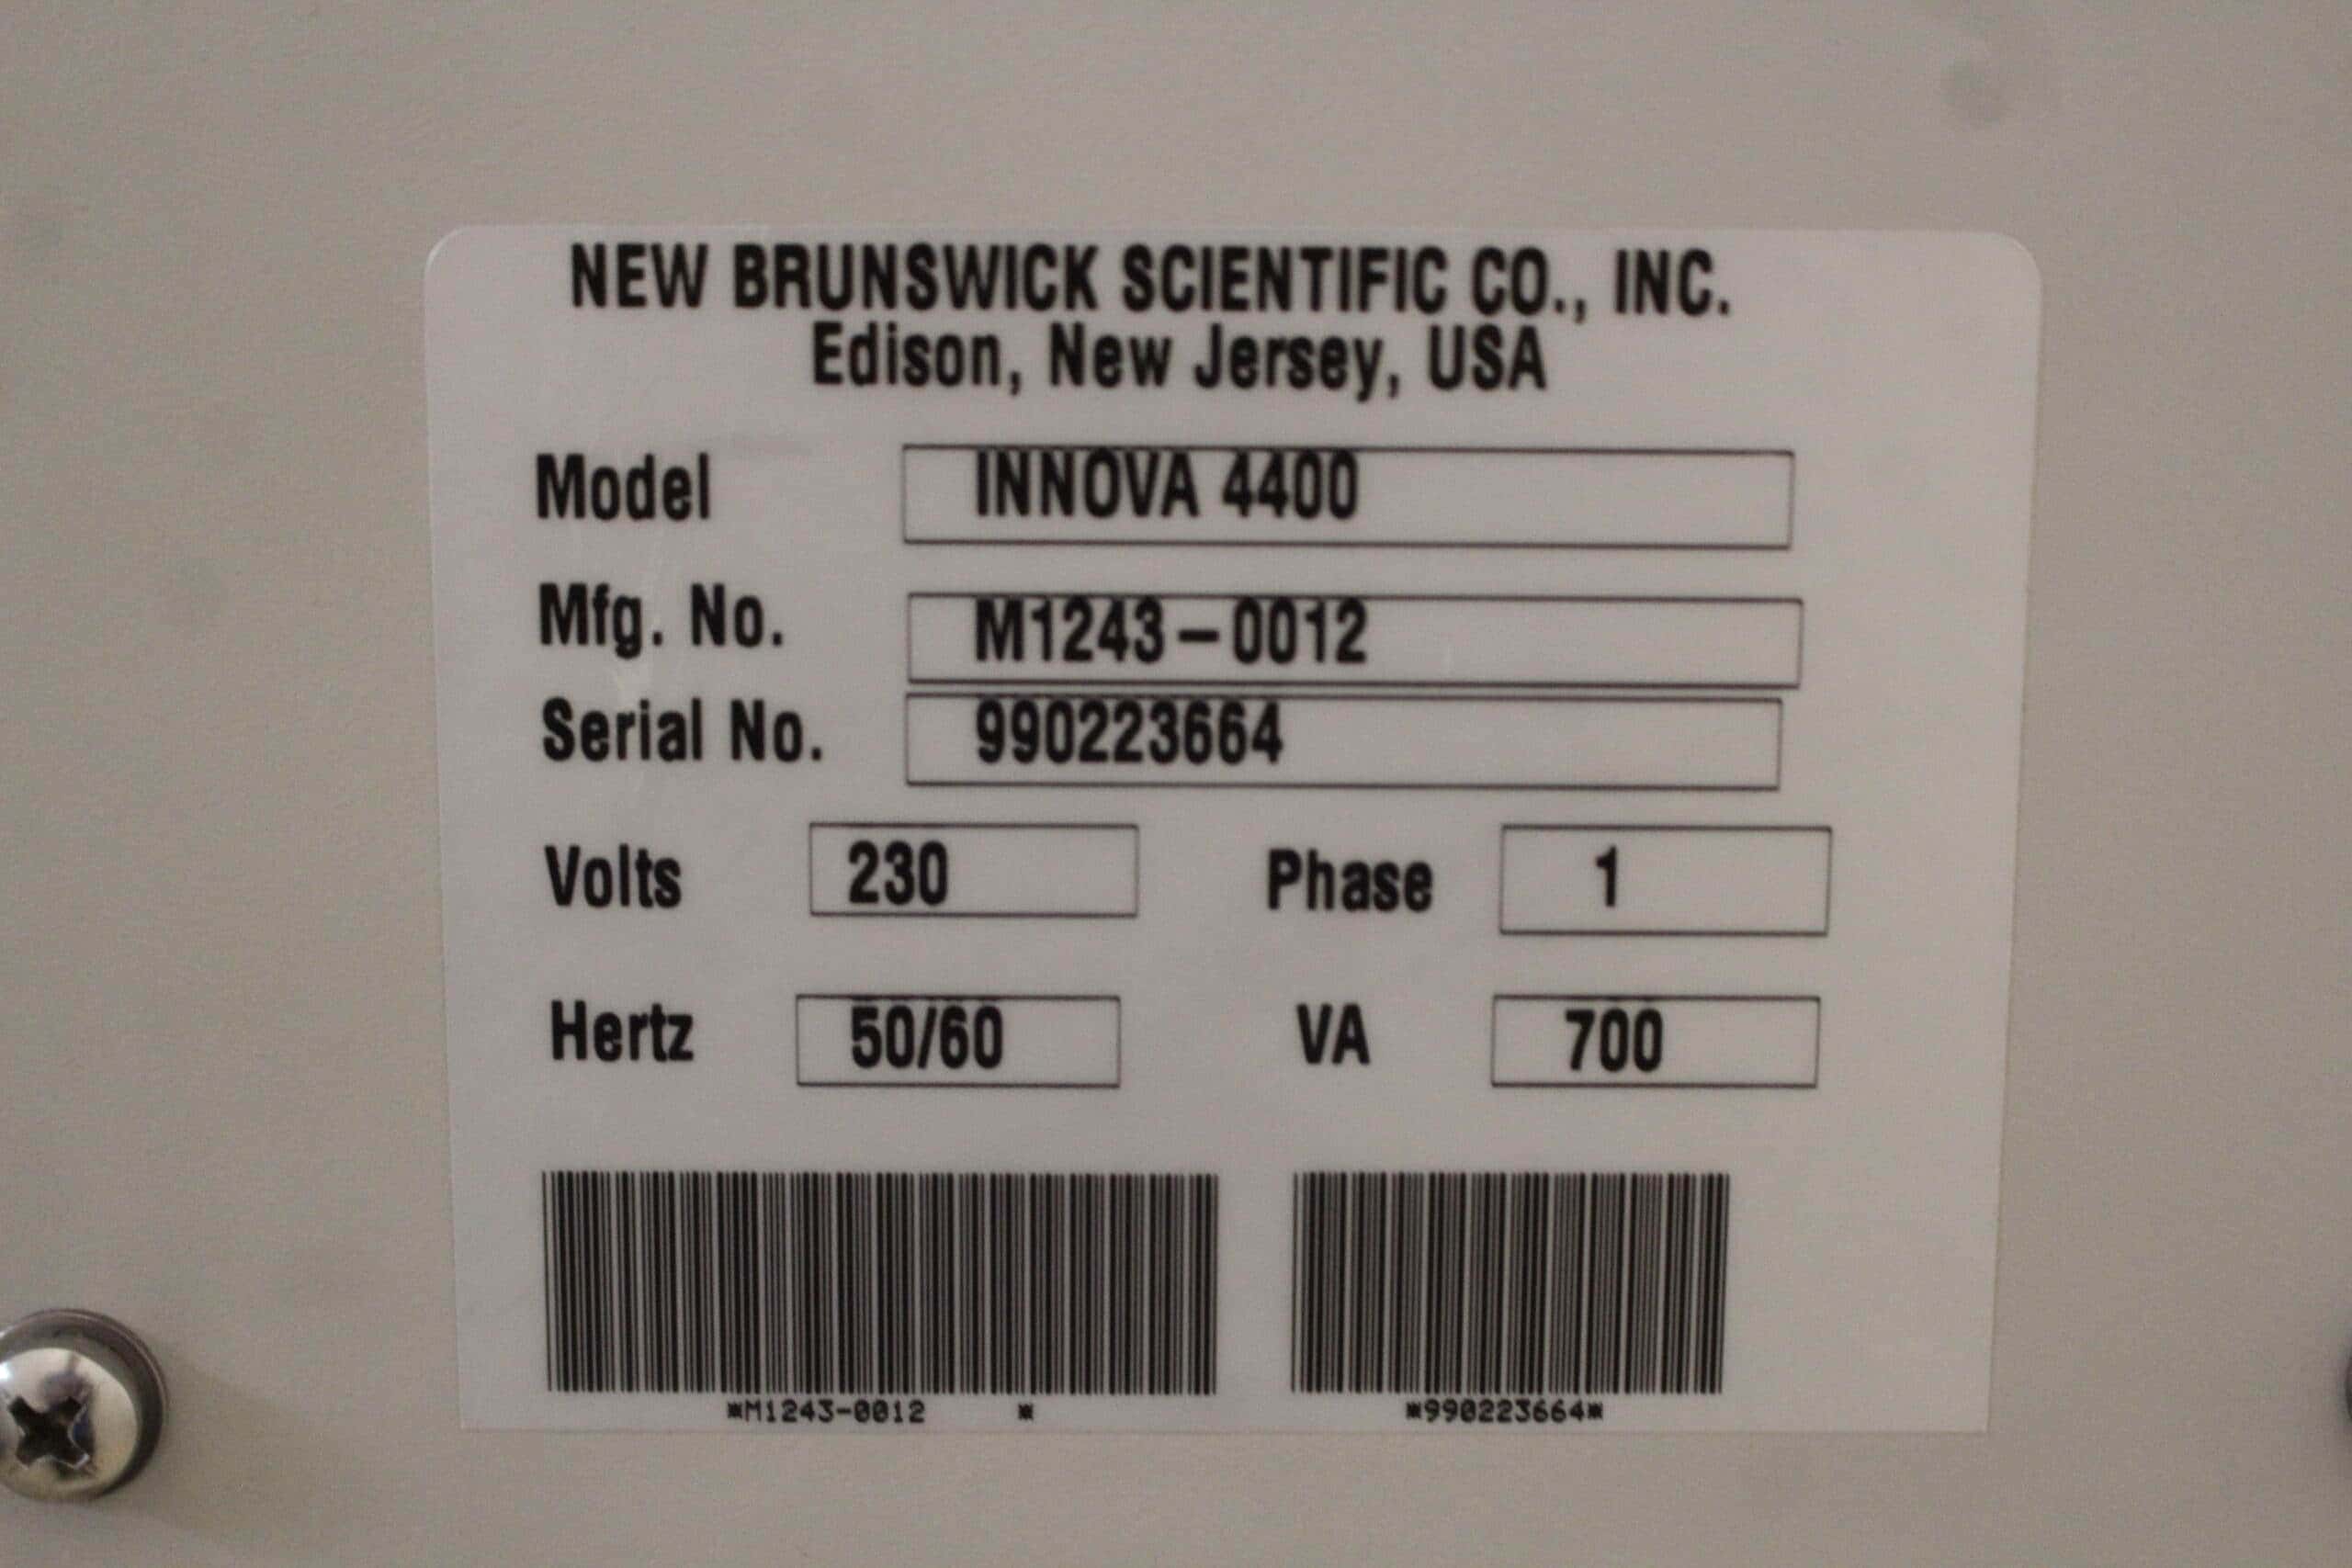 NEW BRUNSWICK SCIENTIFIC CO., INC.
Edison, New Jersey, USA
Model INNOVA 4400
Mfg. No. M1243-0012
Serial No. 990223664
Volts 230 Phase 1
Hertz 50/60 VA 700
*M1243-0012 * *990223664*